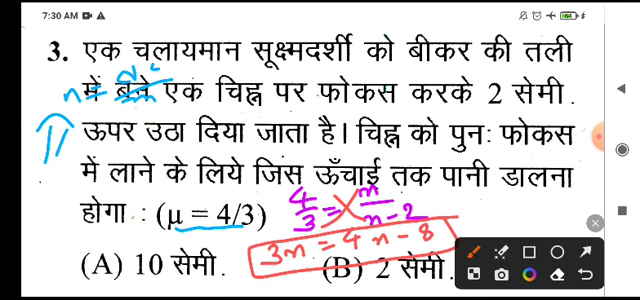 7:30 AM
3. एक चलायमान सूक्ष्मदर्शी को बीकर की तली
में बने एक चिह्न पर फोकस करके 2 सेमी.
ऊपर उठा दिया जाता है। चिह्न को पुनः फोकस
में लाने के लिये जिस ऊँचाई तक पानी डालना
होगा : (μ = 4/3) 4/3 = n/n-2
3n = 4n - 8
(A) 10 सेमी. (B) 2 सेमी.